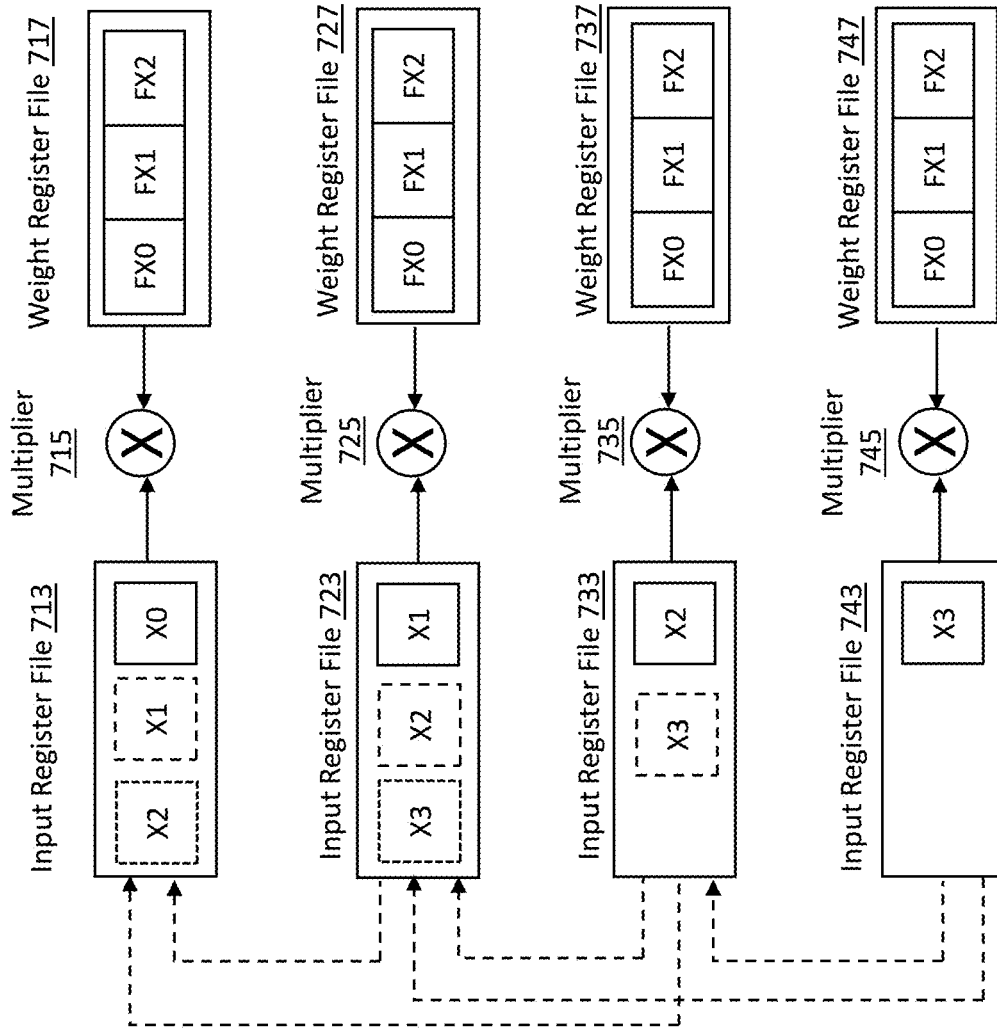 Input Register File 713
Multiplier
715
Weight Register File 717
X2
X1
X0
X
FX0
FX1
FX2
Input Register File 723
Multiplier
725
Weight Register File 727
X3
X2
X1
X
FX0
FX1
FX2
Input Register File 733
Multiplier
735
Weight Register File 737
X3
X2
X
FX0
FX1
FX2
Input Register File 743
Multiplier
745
Weight Register File 747
X3
X
FX0
FX1
FX2